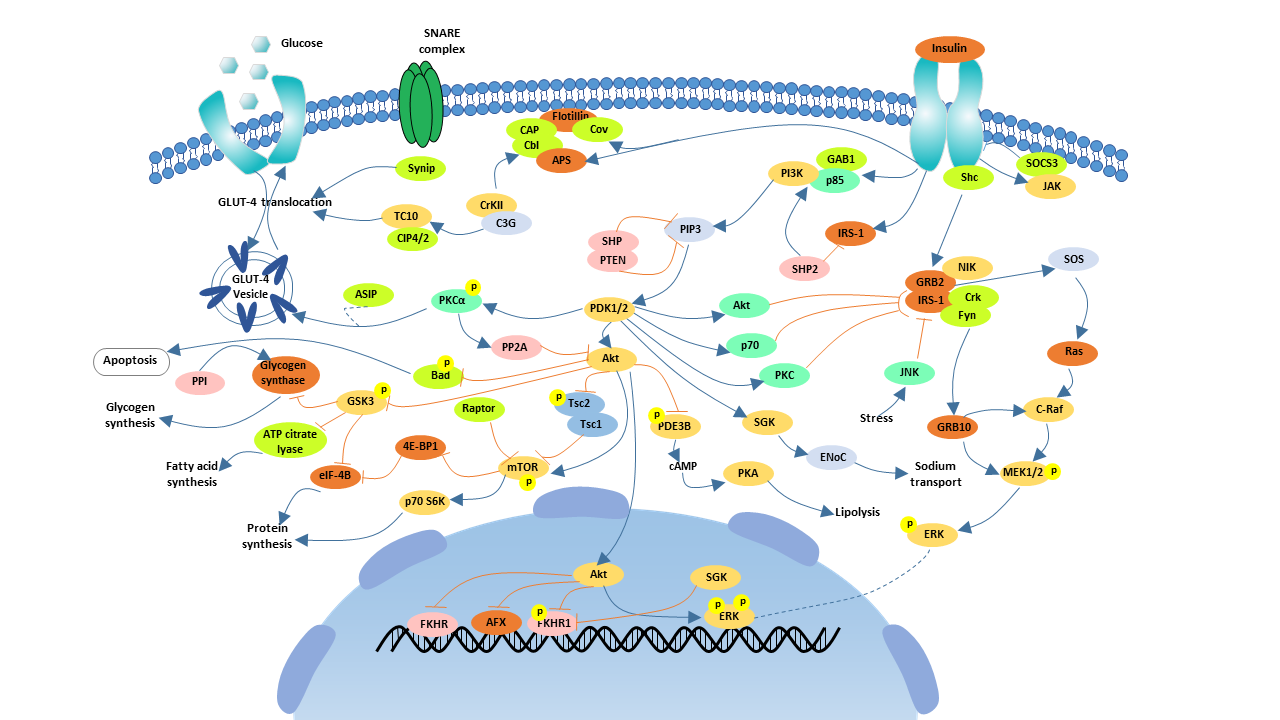 SNARE
complex
Glucose
Insulin
Flotillin
CAP
Cov
Cbl
APS
Synip
PI3K
GAB1
p85
SOCS3
JAK
Shc
GLUT-4 translocation
TC10
CIP4/2
CrKII
C3G
SHP
PTEN
PIP3
IRS-1
SHP2
SOS
GLUT-4
Vesicle
ASIP
PKCα
p
PDK1/2
Akt
GRB2
IRS-1
NIK
Crk
Fyn
Apoptosis
PPI
Glycogen
synthase
PP2A
Akt
p70
PKC
JNK
Ras
Bad
p
GSK3
p
Raptor
Tsc2
p
Tsc1
PDE3B
p
SGK
Stress
GRB10
C-Raf
Glycogen
synthesis
ATP citrate
lyase
4E-BP1
mTOR
p
cAMP
PKA
ENoC
Sodium
transport
MEK1/2
p
Fatty acid
synthesis
eIF-4B
p70 S6K
Lipolysis
Protein
synthesis
ERK
p
Akt
SGK
FKHR
AFX
FKHR1
p
ERK
p
p